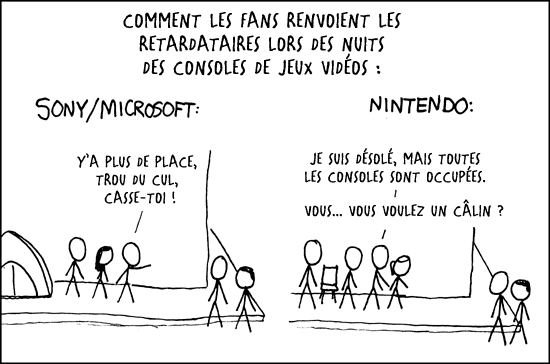 COMMENT LES FANS RENVOIENT LES
RETARDATAIRES LORS DES NUITS
DES CONSOLES DE JEUX VIDÉOS :
SONY/MICROSOFT:
Y'A PLUS DE PLACE,
TROU DU CUL,
CASSE-TOI !
NINTENDO:
JE SUIS DÉSOLÉ, MAIS TOUTES
LES CONSOLES SONT OCCUPÉES.
VOUS... VOUS VOULEZ UN CÂLIN ?